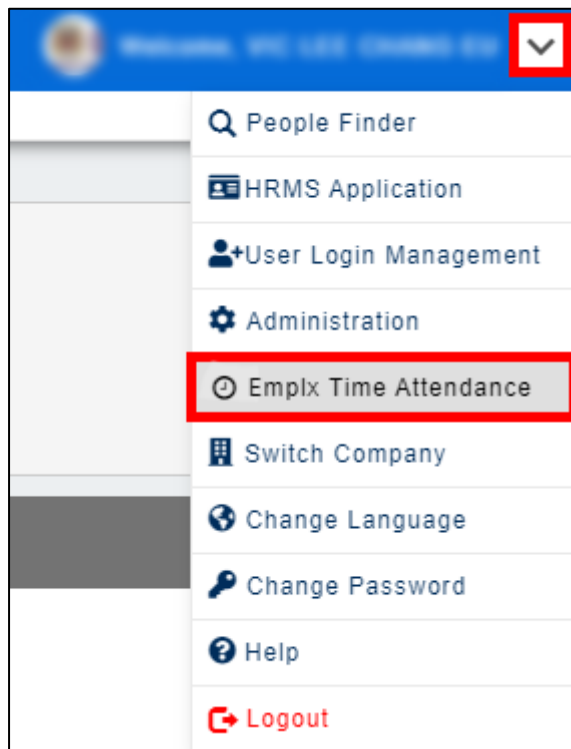 People Finder
HRMS Application
User Login Management
Administration
Emplx Time Attendance
Switch Company
Change Language
Change Password
Help
Logout